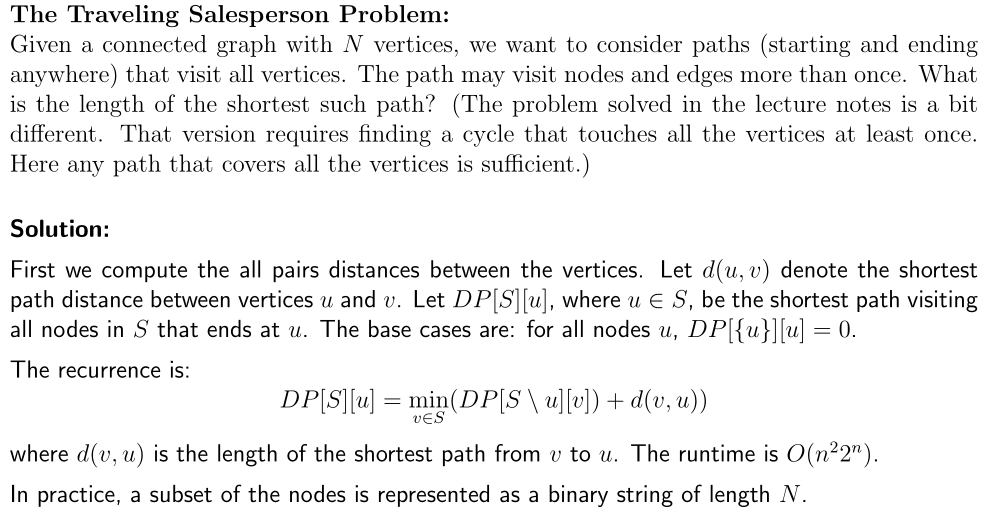 The Traveling Salesperson Problem:
Given a connected graph with N vertices, we want to consider paths (starting and ending
anywhere) that visit all vertices. The path may visit nodes and edges more than once. What
is the length of the shortest such path? (The problem solved in the lecture notes is a bit
different. That version requires finding a cycle that touches all the vertices at least once.
Here any path that covers all the vertices is sufficient.)
Solution:
First we compute the all pairs distances between the vertices. Let d(u, v) denote the shortest
path distance between vertices u and v. Let DP[S][u], where u ∈ S, be the shortest path visiting
all nodes in S that ends at u. The base cases are: for all nodes u, DP[{u}][u] = 0.
The recurrence is:
DP[S][u] = min_{v∈S}(DP[S \ u][v]) + d(v, u))
where d(v, u) is the length of the shortest path from v to u. The runtime is O(n²2ⁿ).
In practice, a subset of the nodes is represented as a binary string of length N.